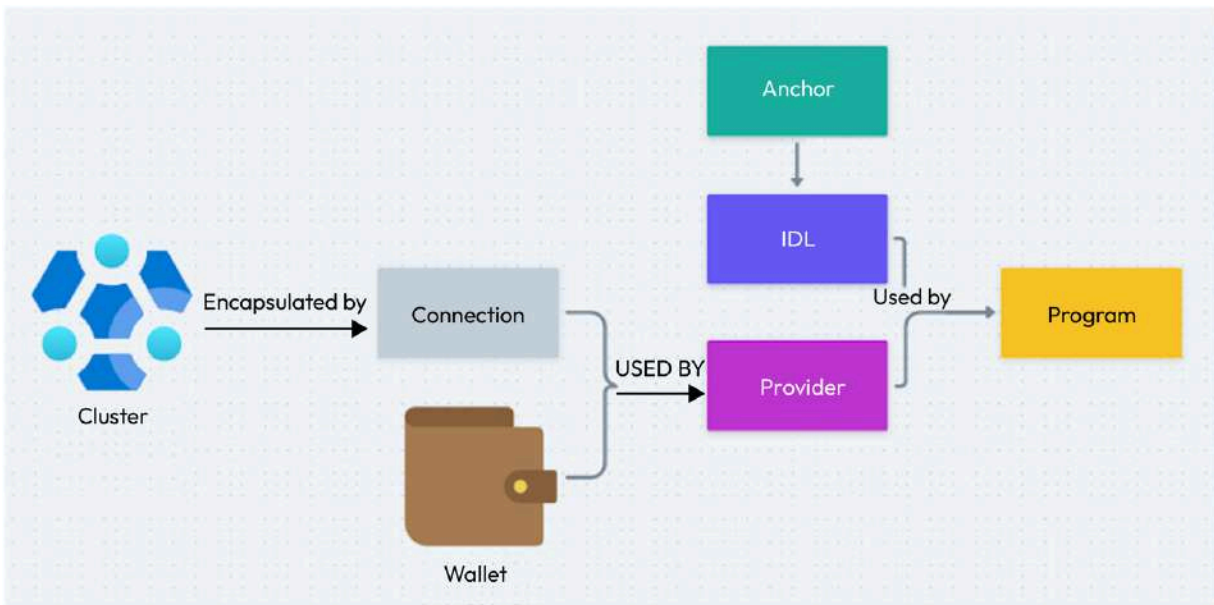 Anchor
IDL
Encapsulated by
Connection
Used by
Program
USED BY
Provider
Cluster
Wallet